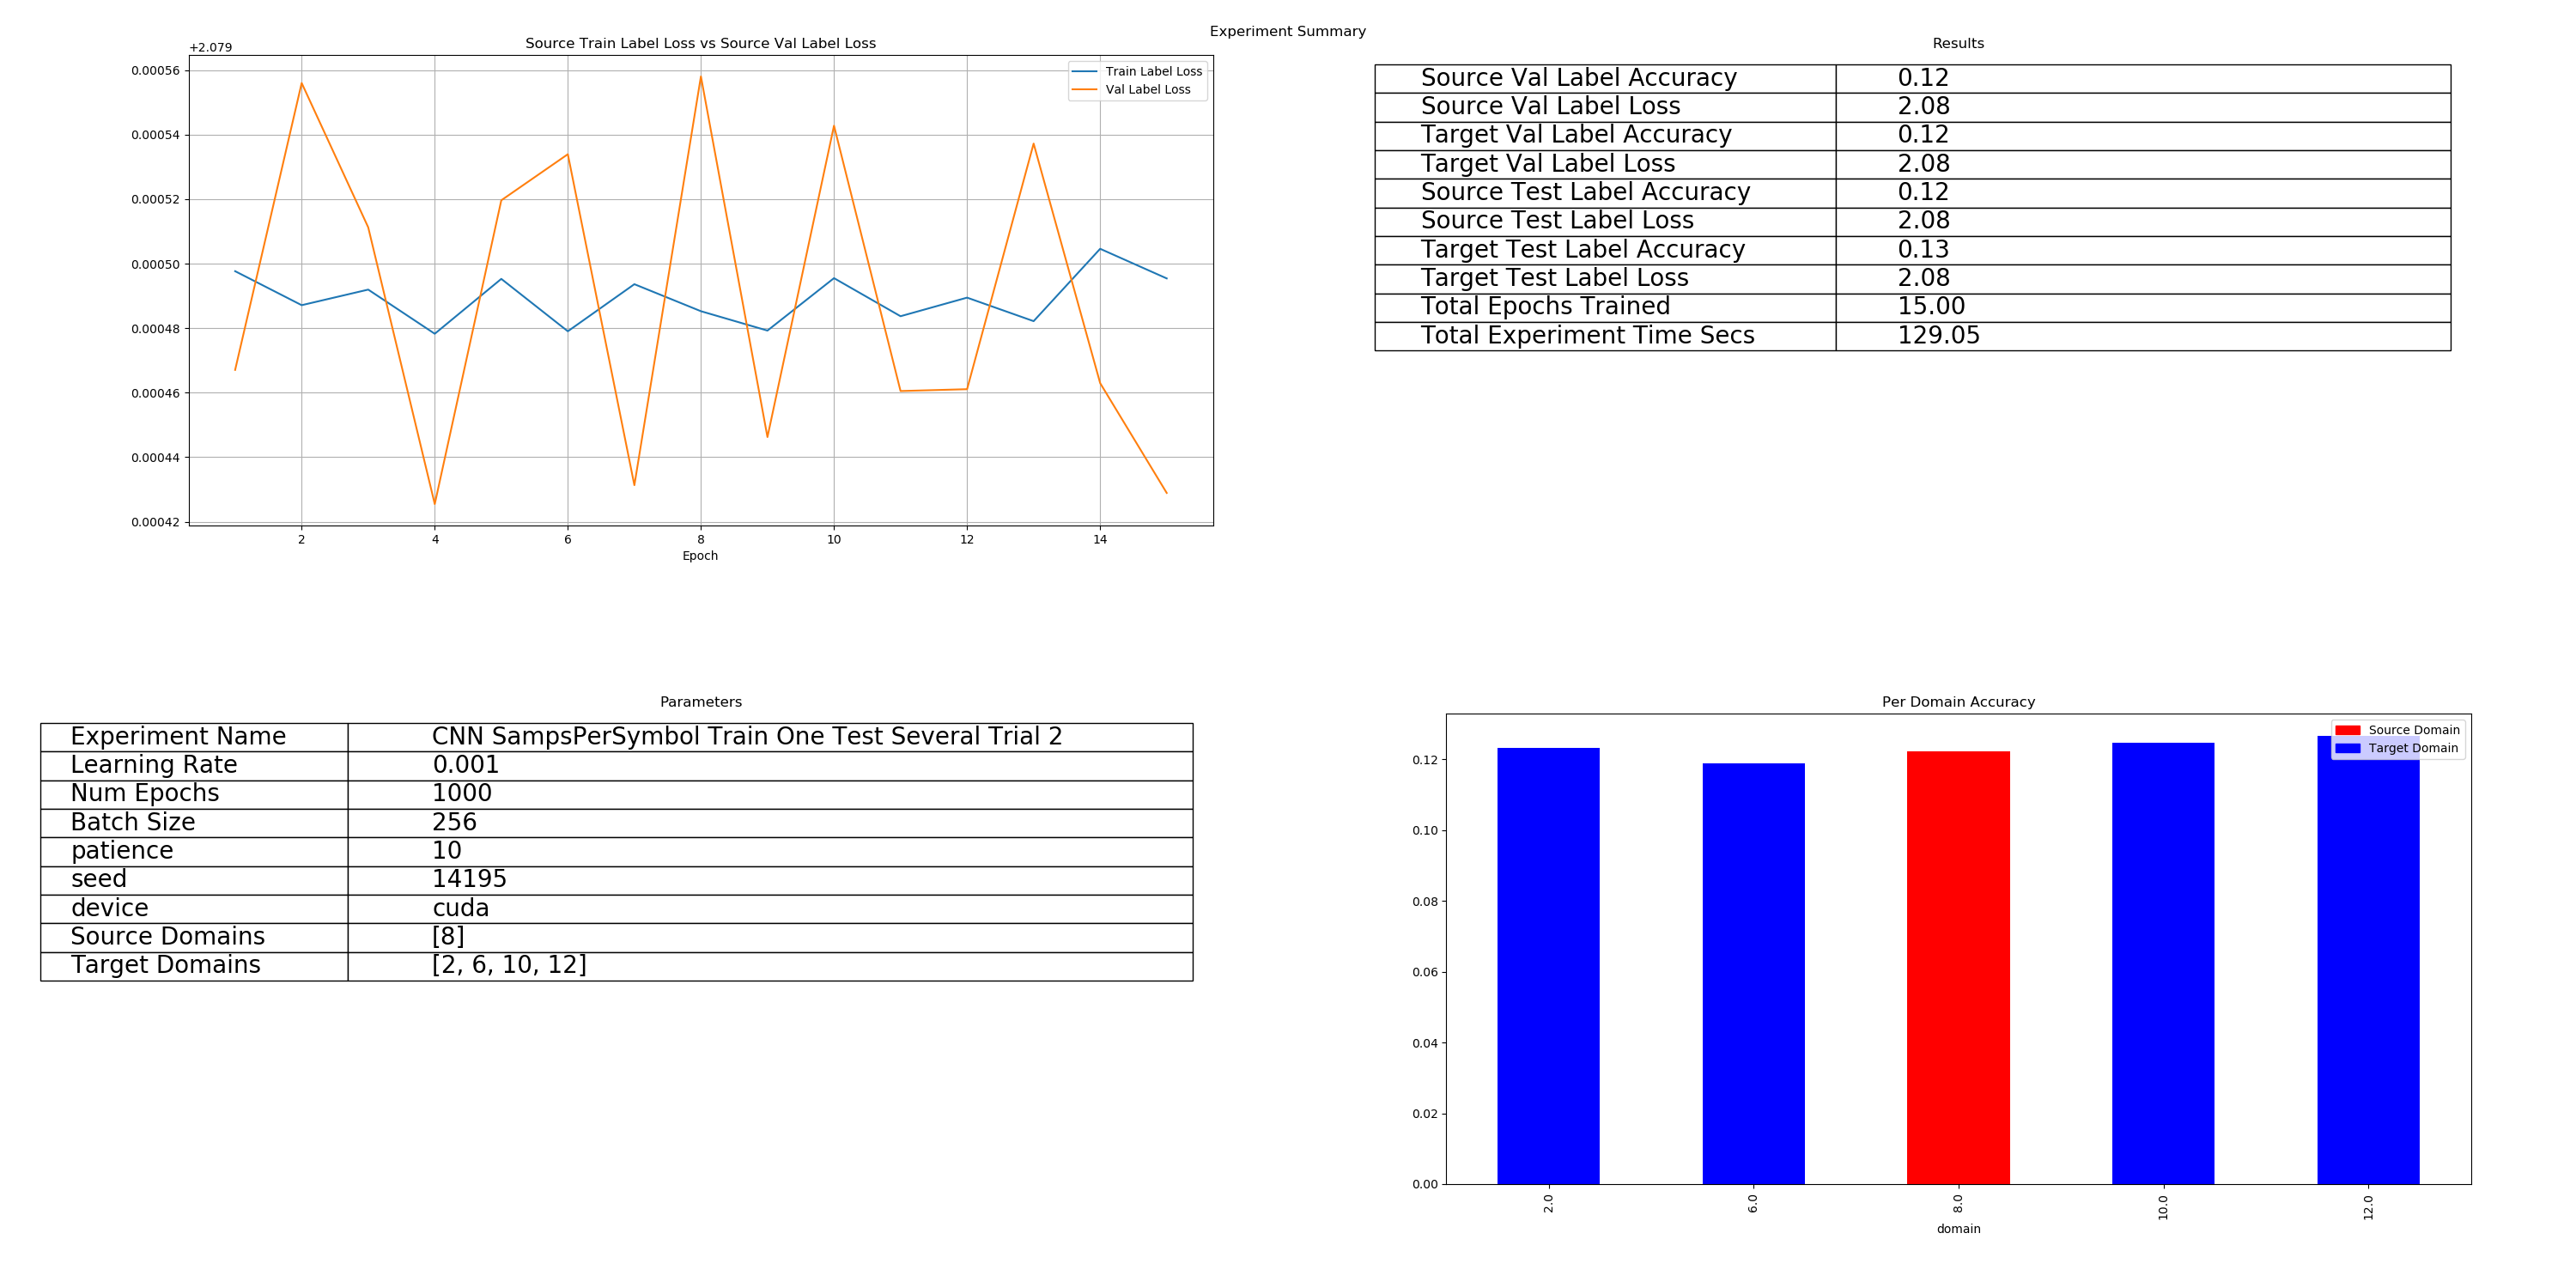 Experiment Summary
Source Train Label Loss vs Source Val Label Loss
+2.079
0.00056
0.00054
0.00052
0.00050
0.00048
0.00046
0.00044
0.00042
2 4 6 8 10 12 14
Epoch
Train Label Loss
Val Label Loss
Results
Source Val Label Accuracy 0.12
Source Val Label Loss 2.08
Target Val Label Accuracy 0.12
Target Val Label Loss 2.08
Source Test Label Accuracy 0.12
Source Test Label Loss 2.08
Target Test Label Accuracy 0.13
Target Test Label Loss 2.08
Total Epochs Trained 15.00
Total Experiment Time Secs 129.05
Parameters
Experiment Name CNN SampsPerSymbol Train One Test Several Trial 2
Learning Rate 0.001
Num Epochs 1000
Batch Size 256
patience 10
seed 14195
device cuda
Source Domains [8]
Target Domains [2, 6, 10, 12]
Per Domain Accuracy
Source Domain
Target Domain
0.12
0.10
0.08
0.06
0.04
0.02
0.00
2.0 6.0 8.0 10.0 12.0
domain